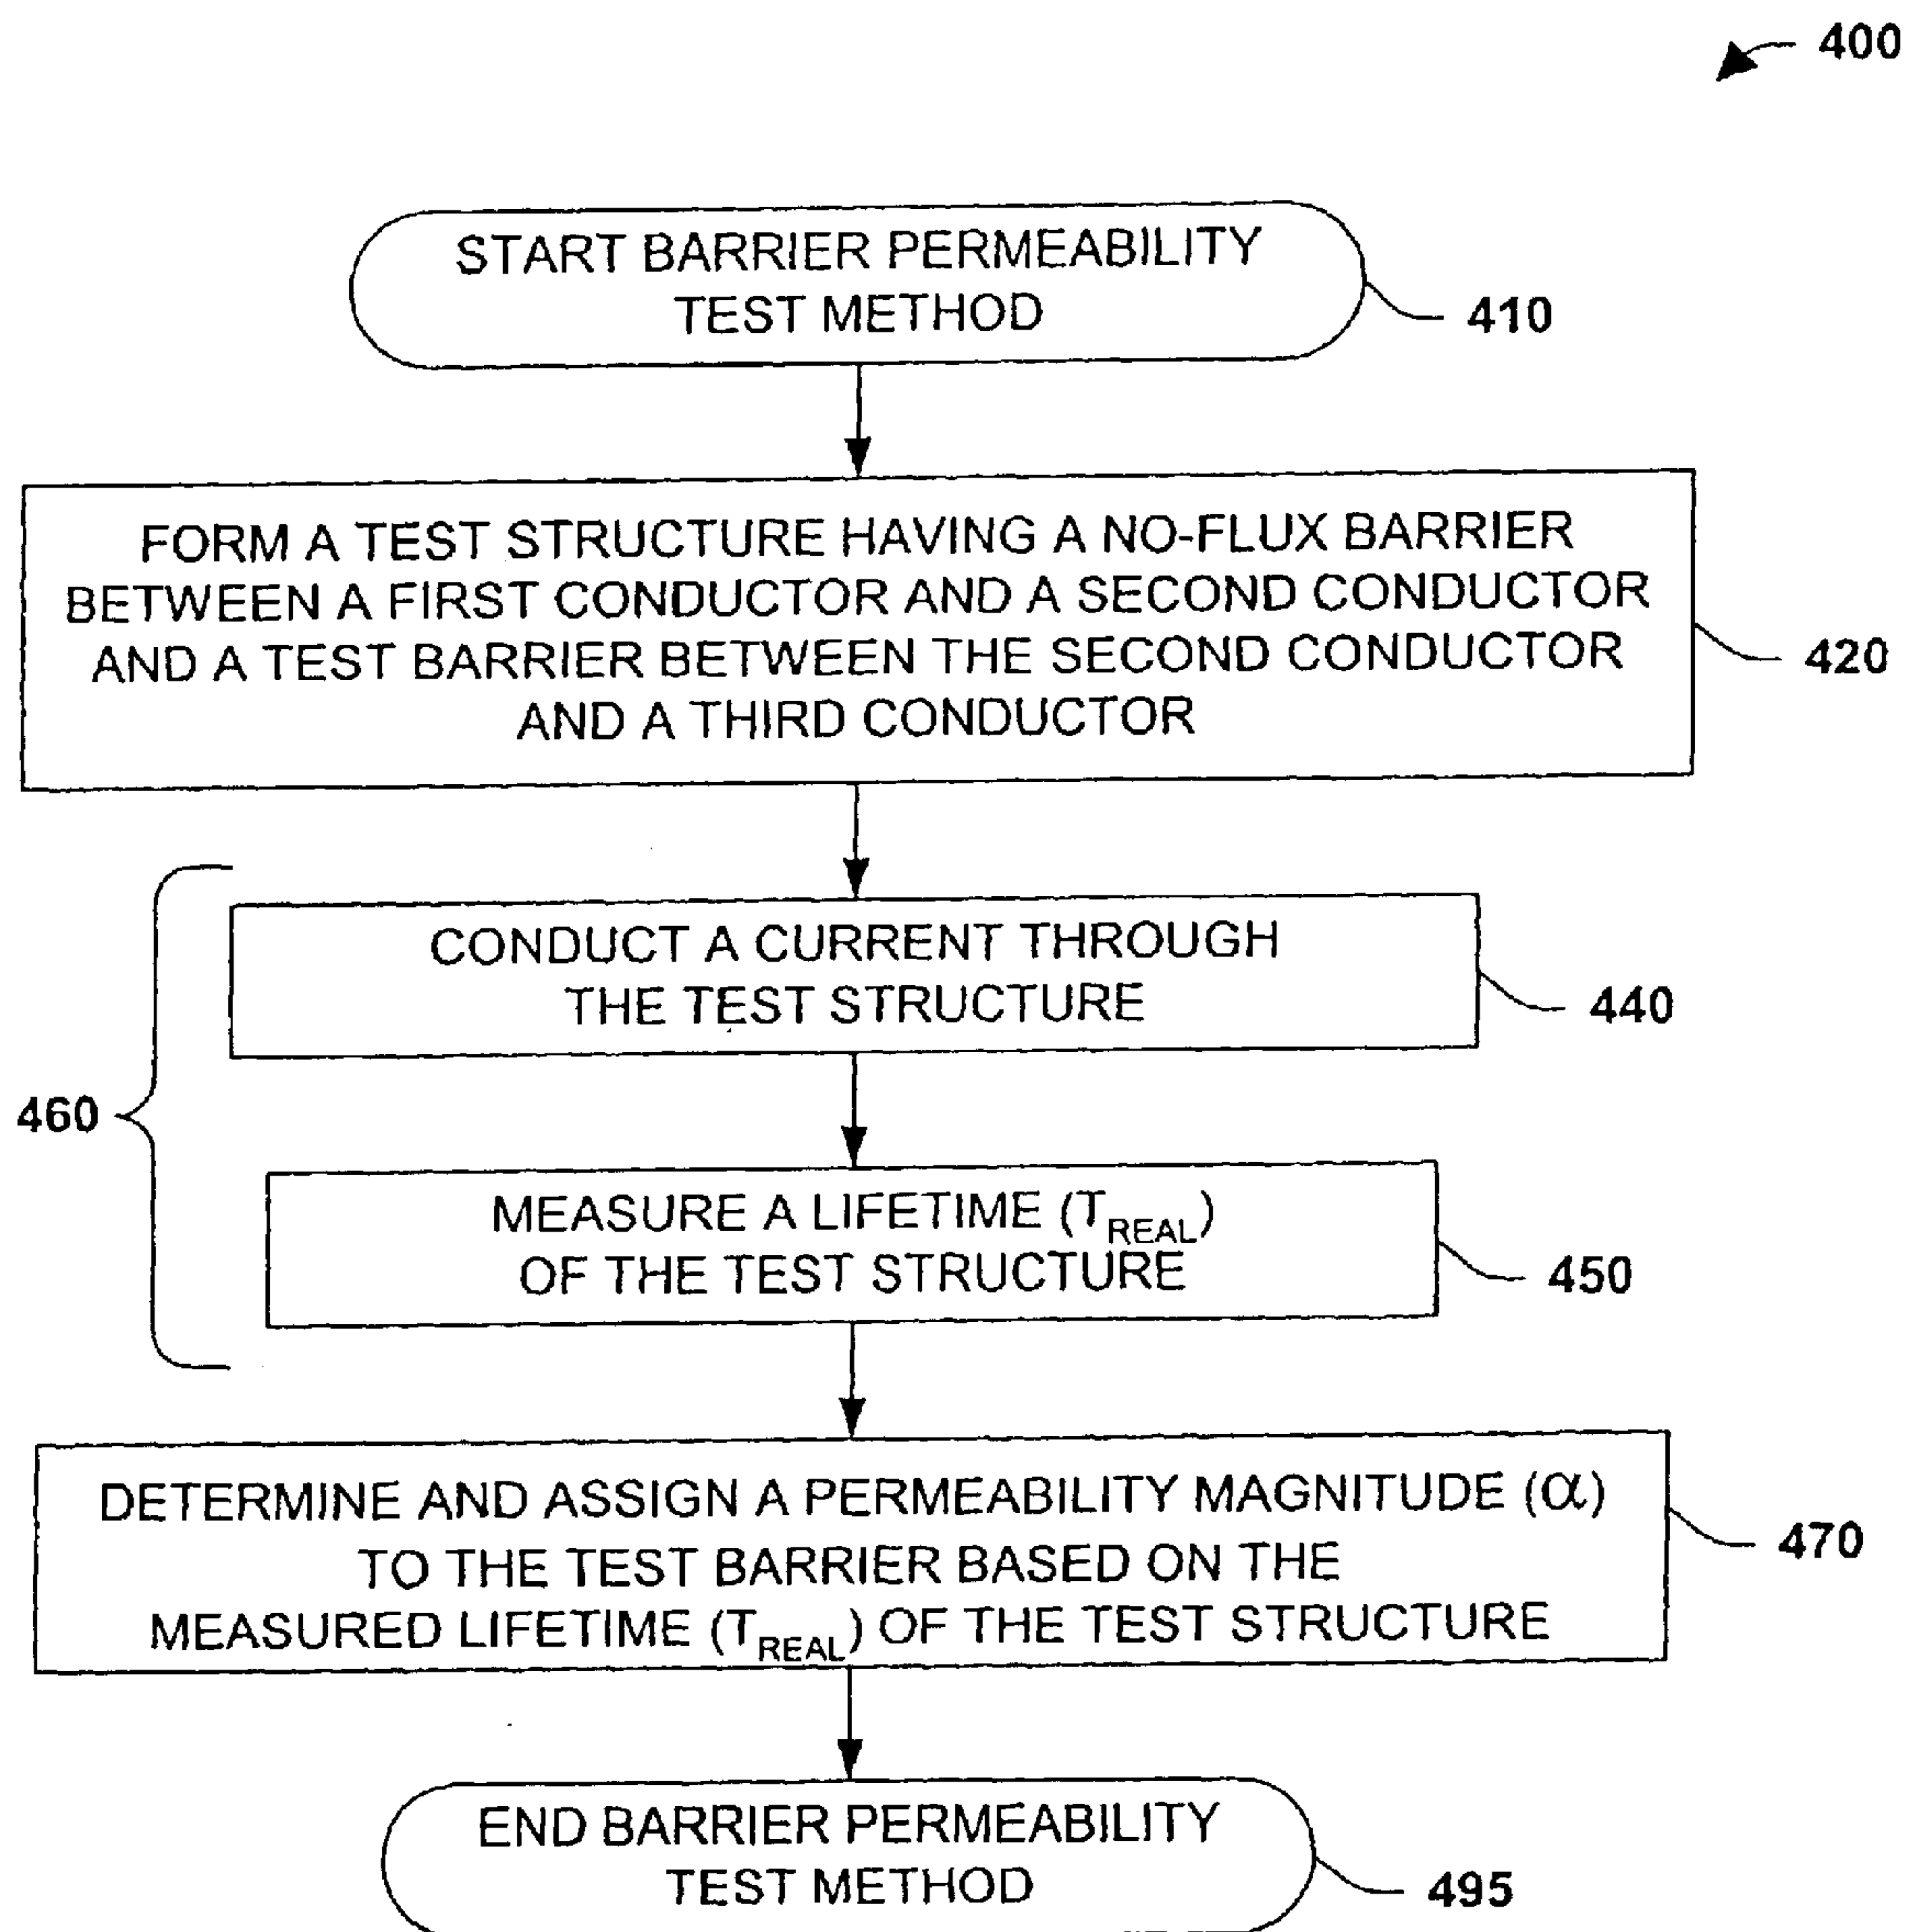 400
START BARRIER PERMEABILITY
TEST METHOD
410
FORM A TEST STRUCTURE HAVING A NO-FLUX BARRIER
BETWEEN A FIRST CONDUCTOR AND A SECOND CONDUCTOR
AND A TEST BARRIER BETWEEN THE SECOND CONDUCTOR
AND A THIRD CONDUCTOR
420
CONDUCT A CURRENT THROUGH
THE TEST STRUCTURE
440
460
MEASURE A LIFETIME (T_REAL)
OF THE TEST STRUCTURE
450
DETERMINE AND ASSIGN A PERMEABILITY MAGNITUDE (α)
TO THE TEST BARRIER BASED ON THE
MEASURED LIFETIME (T_REAL) OF THE TEST STRUCTURE
470
END BARRIER PERMEABILITY
TEST METHOD
495